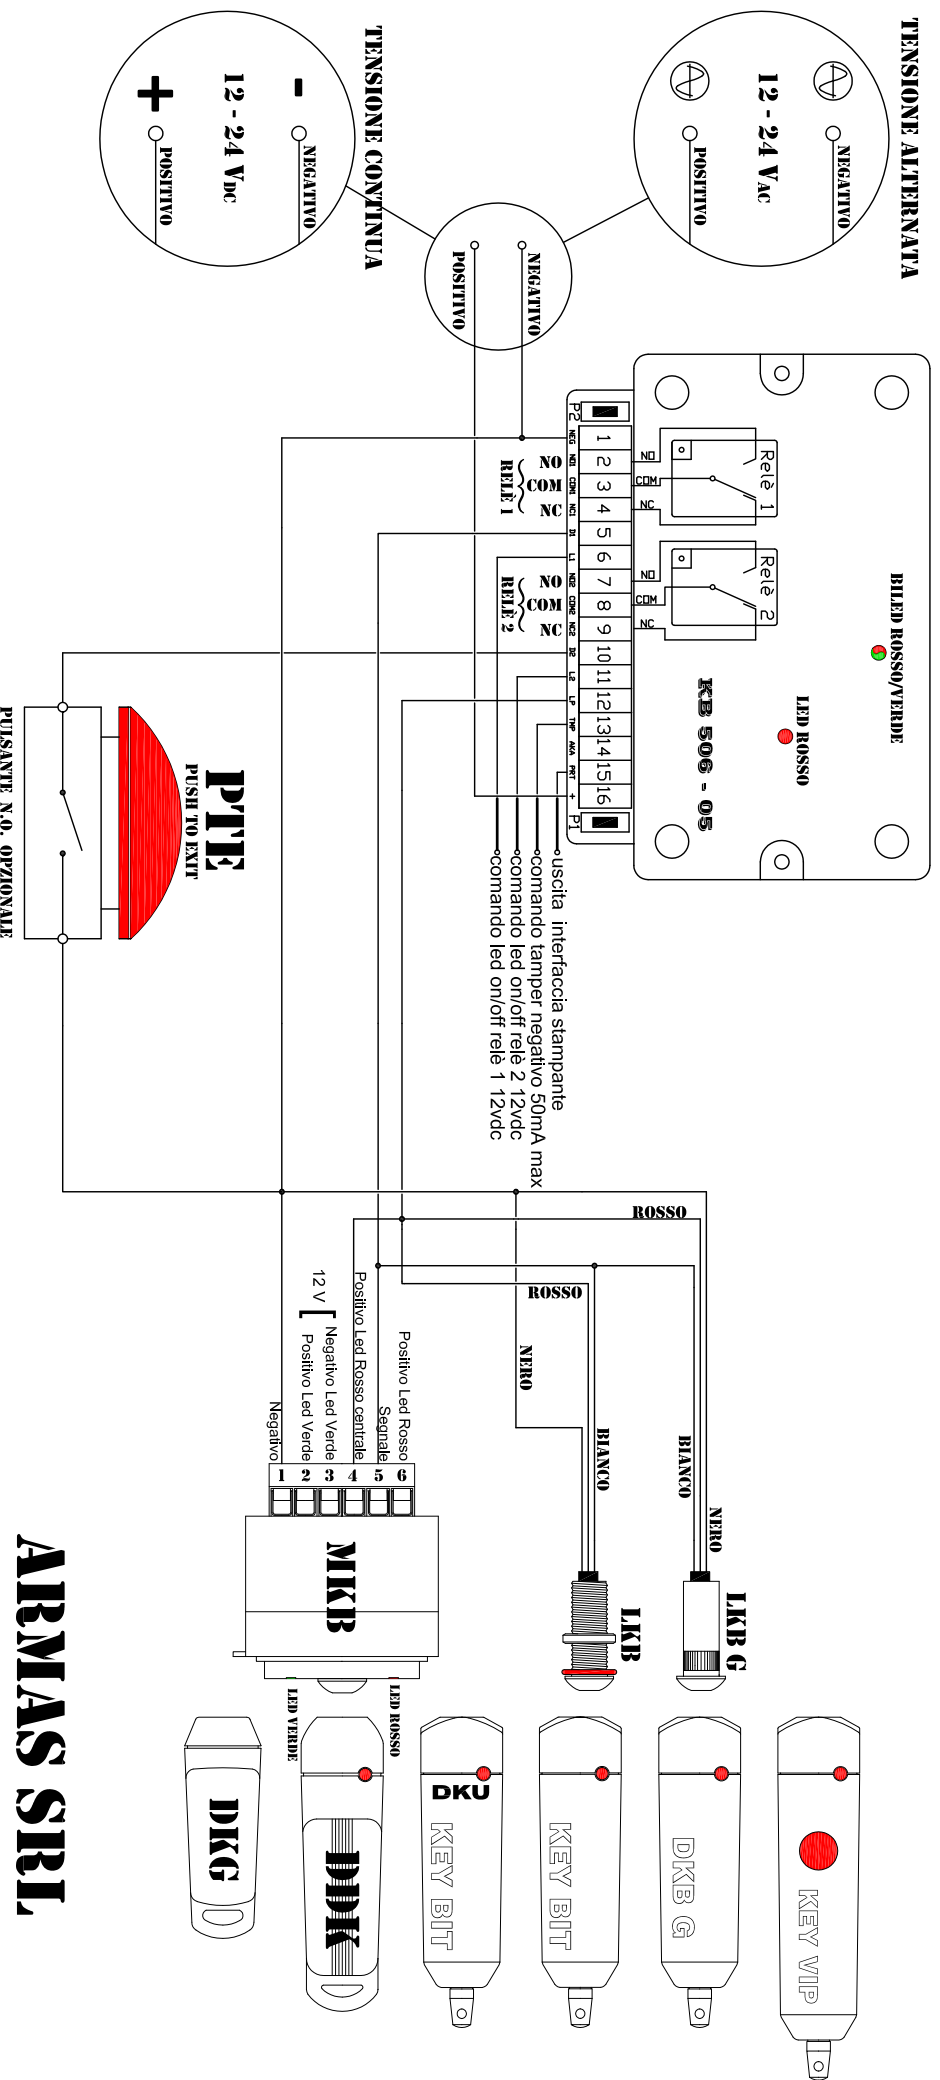 TENSIONE ALTERNATA
12 - 24 VAC
NEGATIVO
POSITIVO
TENSIONE CONTINUA
12 - 24 VDC
-
NEGATIVO
+
POSITIVO
NEGATIVO
POSITIVO
BILED ROSSO/VERDE
LED ROSSO
KB 506 - 05
Relè 1
NO
COM
NC
Relè 2
NO
COM
NC
P2
1 2 3 4 5 6 7 8 9 10 11 12 13 14 15 16
P1
NEG NO1 COM1 NC1 D1 L1 NO2 COM2 NC2 D2 L2 LP TMP AKA PRT +
NO
COM
NC
RELÈ 1
NO
COM
NC
RELÈ 2
uscita interfaccia stampante
comando tamper negativo 50mA max
comando led on/off relè 2 12vdc
comando led on/off relè 1 12vdc
PTE
PUSH TO EXIT
PULSANTE N.O. OPZIONALE
ROSSO
ROSSO
NERO
BIANCO
BIANCO
NERO
LKB G
LKB
Positivo Led Rosso
Segnale
Positivo Led Rosso centrale
Negativo Led Verde
12 V [
Positivo Led Verde
Negativo
1 2 3 4 5 6
MKB
LED ROSSO
LED VERDE
KEY VIP
DKB G
KEY BIT
DKU
KEY BIT
DDK
DKG
ARMAS SRL